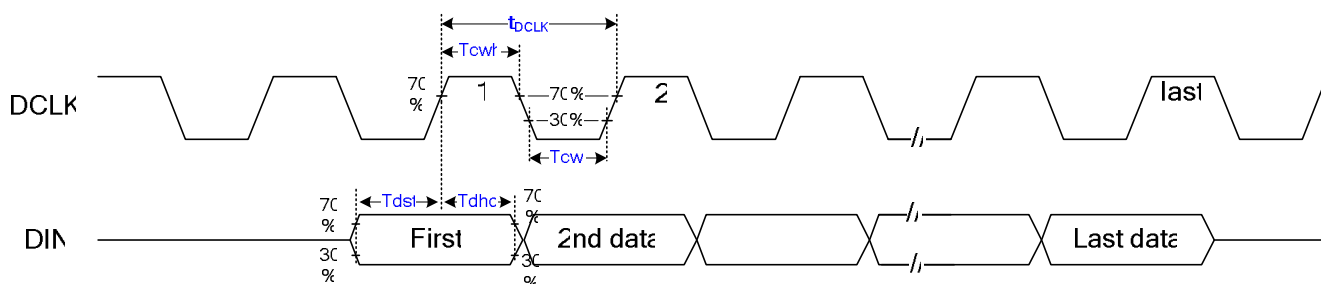 tDCLK
Tcwh
70
%
1
70%
2
last
DCLK
30%
Tcw
70
%
Tdst
Tdhd
70
%
DIN
First
2nd data
Last data
30
%
30
%